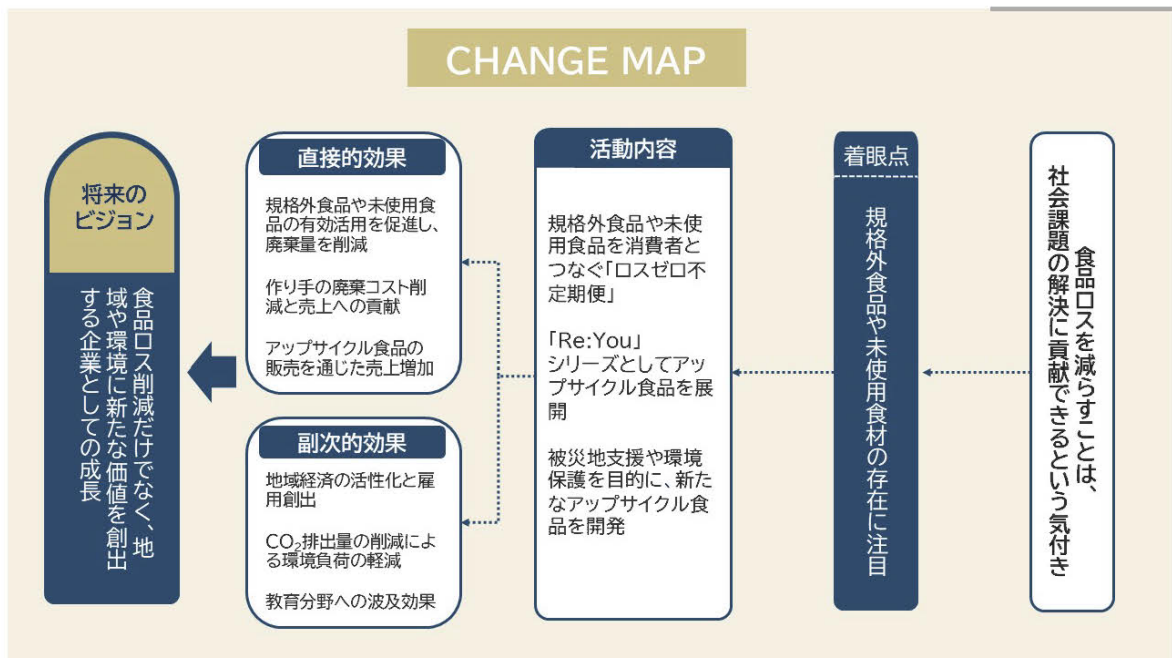 CHANGE MAP
食品ロスを減らすことは、
社会課題の解決に貢献できるという気付き
着眼点
規格外食品や未使用食材の存在に注目
活動内容
規格外食品や未使
用食品を消費者と
つなぐ「ロスゼロ不
定期便」
「Re:You」
シリーズとしてアッ
プサイクル食品を展
開
被災地支援や環境
保護を目的に、新た
なアップサイクル食
品を開発
直接的効果
規格外食品や未使用食
品の有効活用を促進し、
廃棄量を削減
作り手の廃棄コスト削
減と売上への貢献
アップサイクル食品の
販売を通じた売上増加
副次的効果
地域経済の活性化と雇
用創出
CO₂排出量の削減によ
る環境負荷の軽減
教育分野への波及効果
将来の
ビジョン
食品ロス削減だけでなく、地
域や環境に新たな価値を創出
する企業としての成長